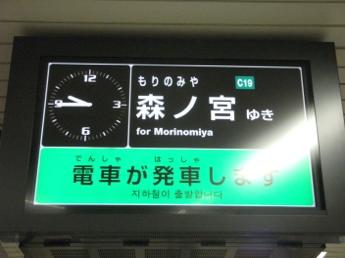 12
9
3
6
もりのみや
C19
森ノ宮 ゆき
for Morinomiya
でんしゃ はっしゃ
電車が発車します
지하철이 출발합니다